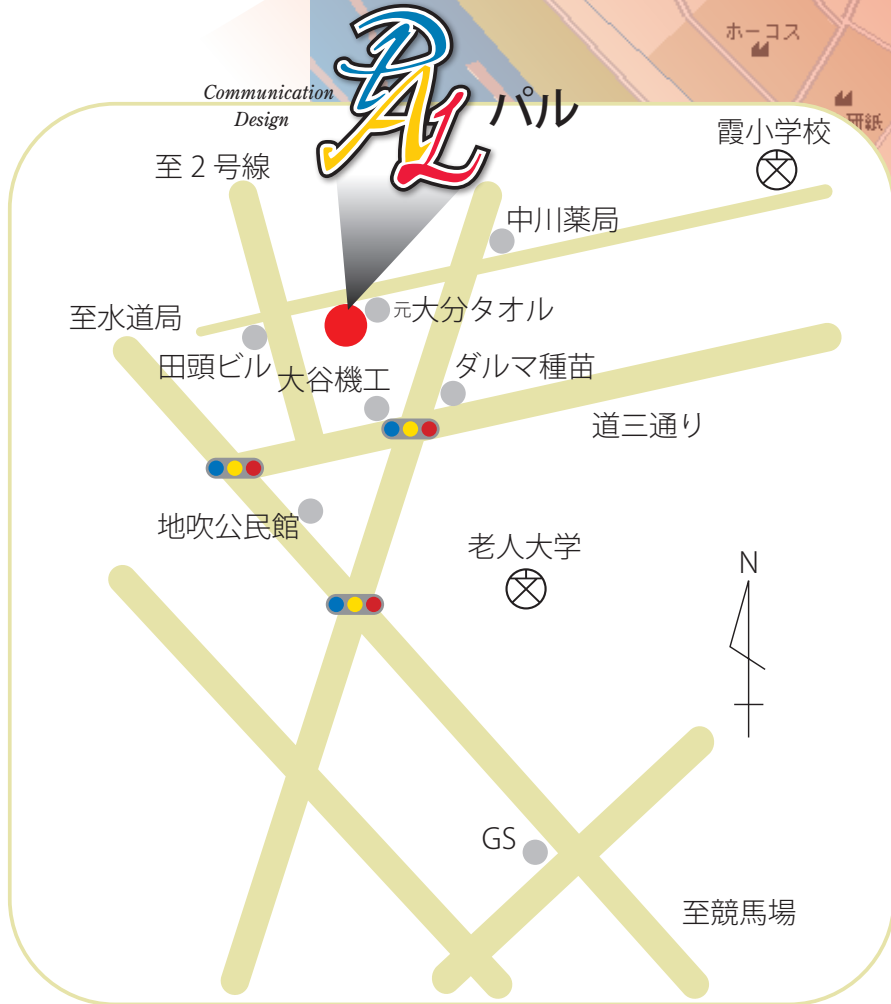 ホーコス
研紙
Communication
Design
PAL
パル
霞小学校
至2号線
中川薬局
至水道局
元大分タオル
田頭ビル
大谷機工
ダルマ種苗
道三通り
地吹公民館
老人大学
N
GS
至競馬場